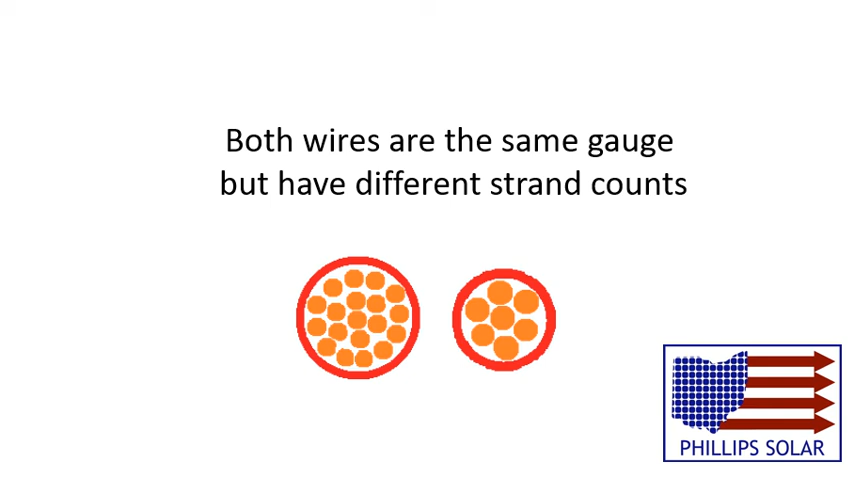 Both wires are the same gauge
but have different strand counts
PHILLIPS SOLAR